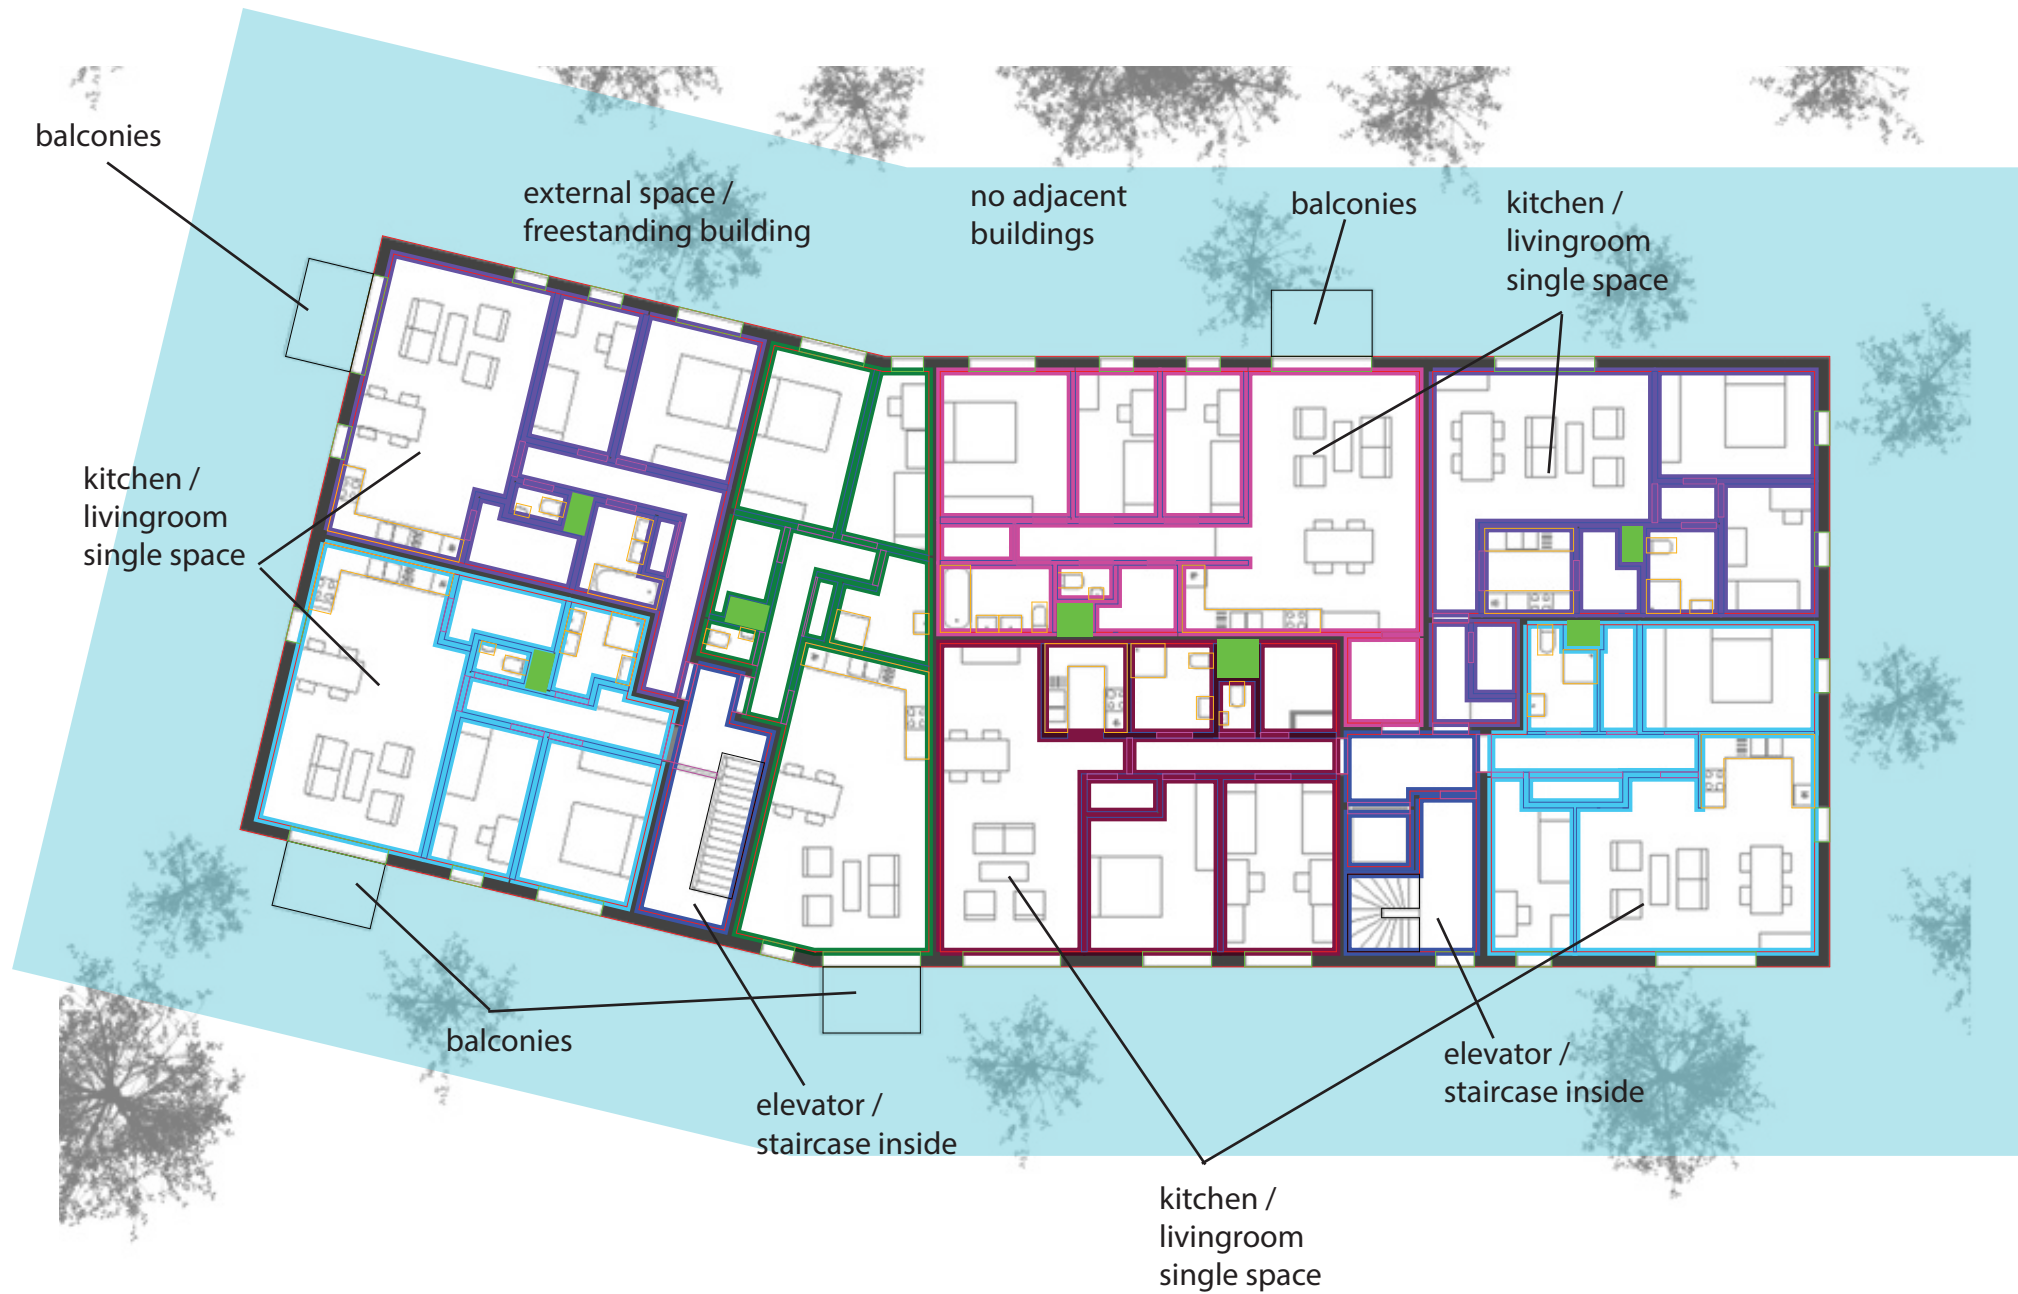 balconies
external space /
freestanding building
no adjacent
buildings
balconies
kitchen /
livingroom
single space
kitchen /
livingroom
single space
balconies
elevator /
staircase inside
elevator /
staircase inside
kitchen /
livingroom
single space